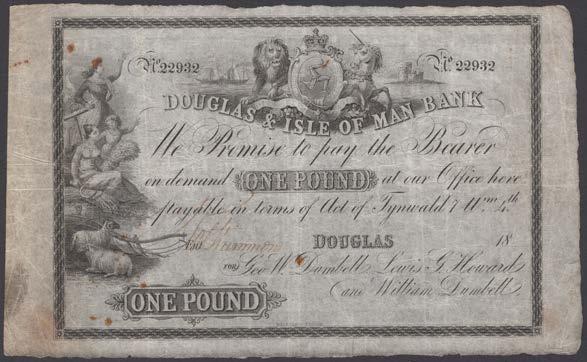 No. 22932 No. 22932
DOUGLAS & ISLE OF MAN BANK
We Promise to pay the Bearer
on demand ONE POUND at our Office here
payable in terms of Act of Tynwald 7 Wm. 4th
DOUGLAS 18
FOR Geo W. Dumbell, Lewis G. Howard
and William Dumbell.
ONE POUND